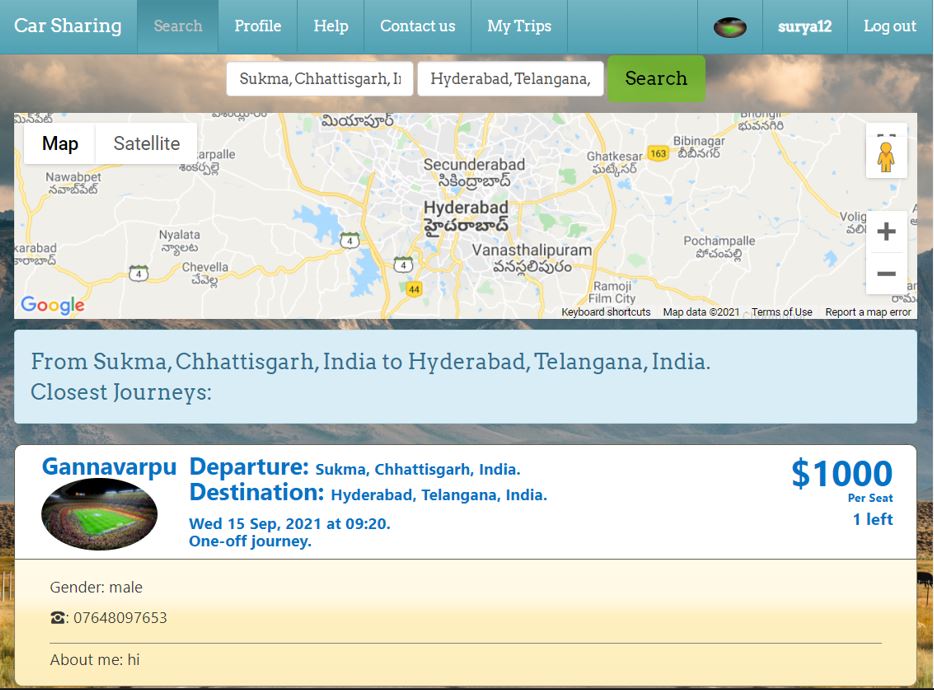 Car Sharing Search Profile Help Contact us My Trips surya12 Log out
Sukma, Chhattisgarh, I Hyderabad, Telangana, Search
Map Satellite
మియాపూర్
భువనగిరి
Bibinagar
బీబీనగర్
163
Ghatkesar
ఘట్కేసర్
Secunderabad
సికింద్రాబాద్
Nawabpet
నవాబ్‌పేట్
శంకర్పల్లె
Hyderabad
హైదరాబాద్
Nyalata
న్యాలట
4
Vanasthalipuram
వనస్థలిపురం
Pochampalle
పోచంపల్లి
4
Chevella
చేవెళ్ల
4
44
Ramoji
Film City
Google
Keyboard shortcuts Map data ©2021 Terms of Use Report a map error
From Sukma, Chhattisgarh, India to Hyderabad, Telangana, India.
Closest Journeys:
Gannavarpu
Departure: Sukma, Chhattisgarh, India.
Destination: Hyderabad, Telangana, India.
Wed 15 Sep, 2021 at 09:20.
One-off journey.
$1000
Per Seat
1 left
Gender: male
☎: 07648097653
About me: hi